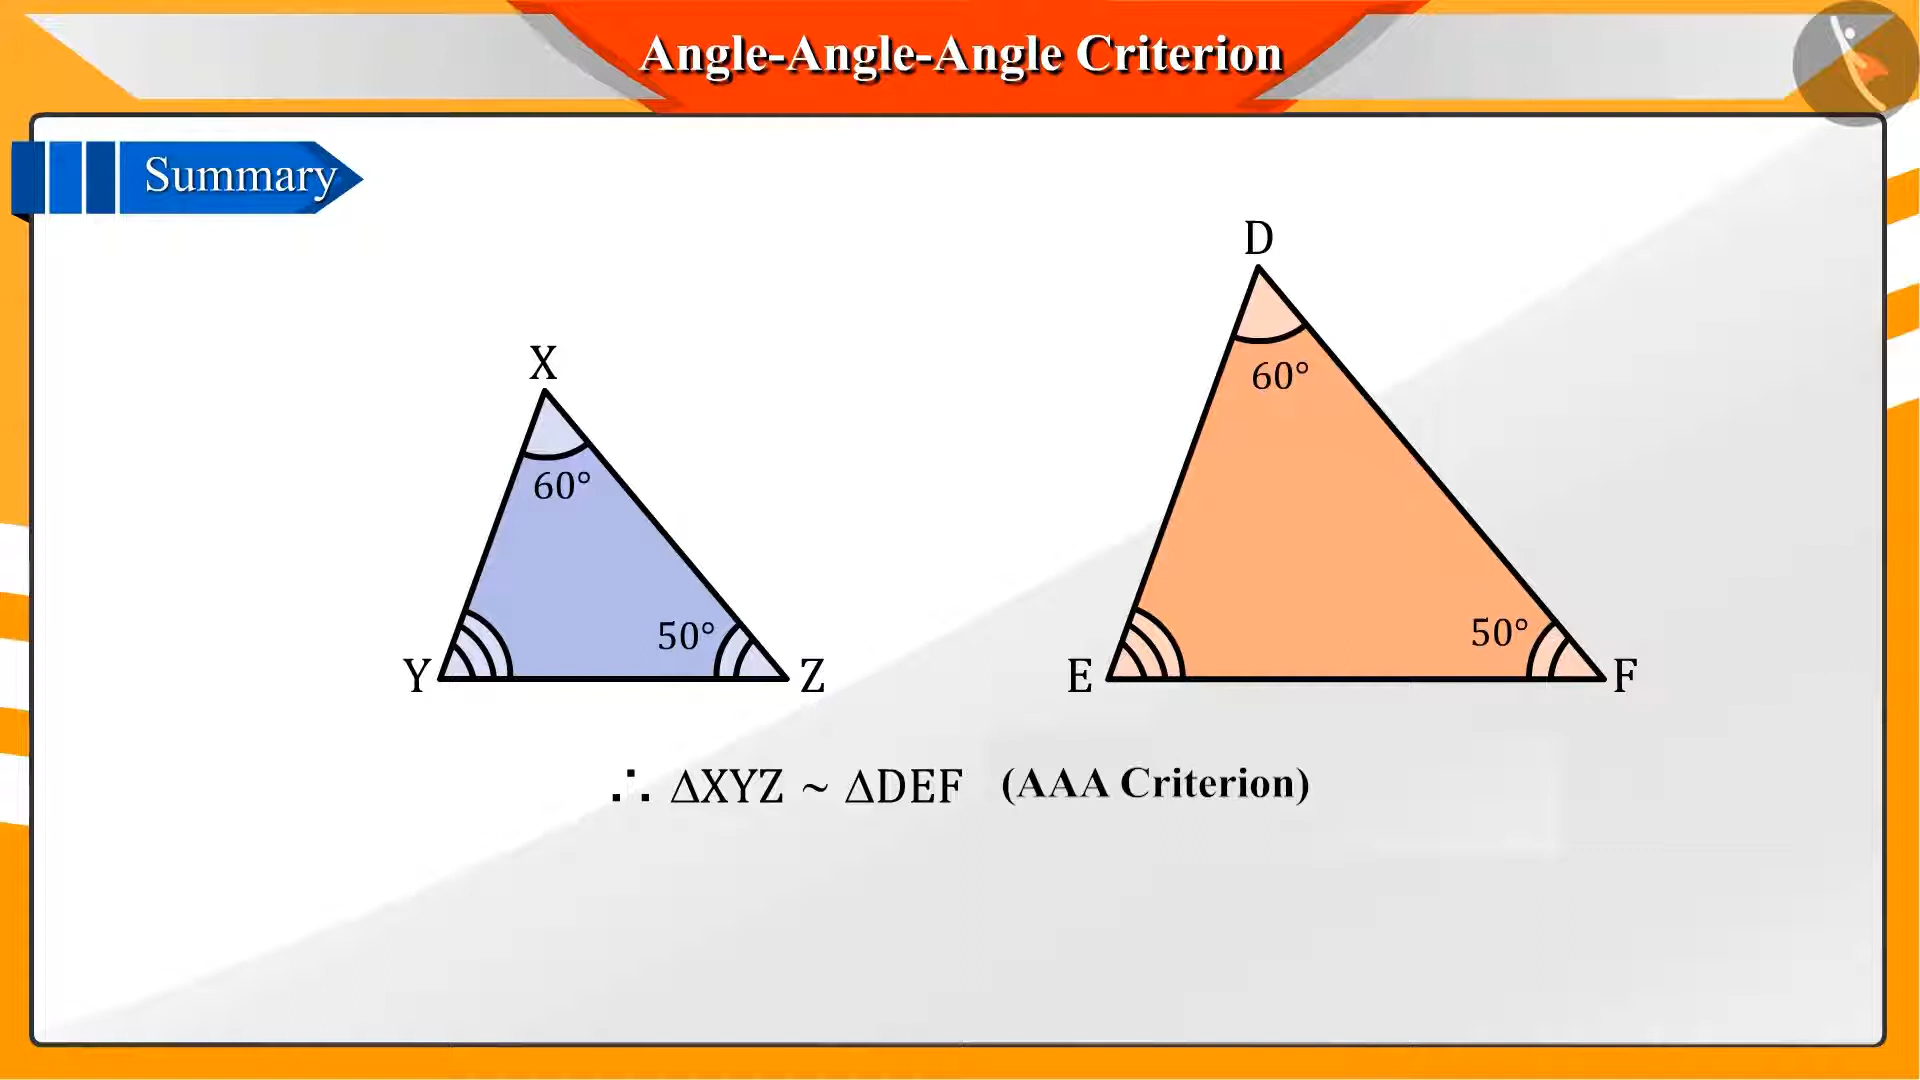 Angle-Angle-Angle Criterion
Summary
D
X
60°
60°
50°
50°
Y
Z
E
F
∴ ΔXYZ ~ ΔDEF (AAA Criterion)